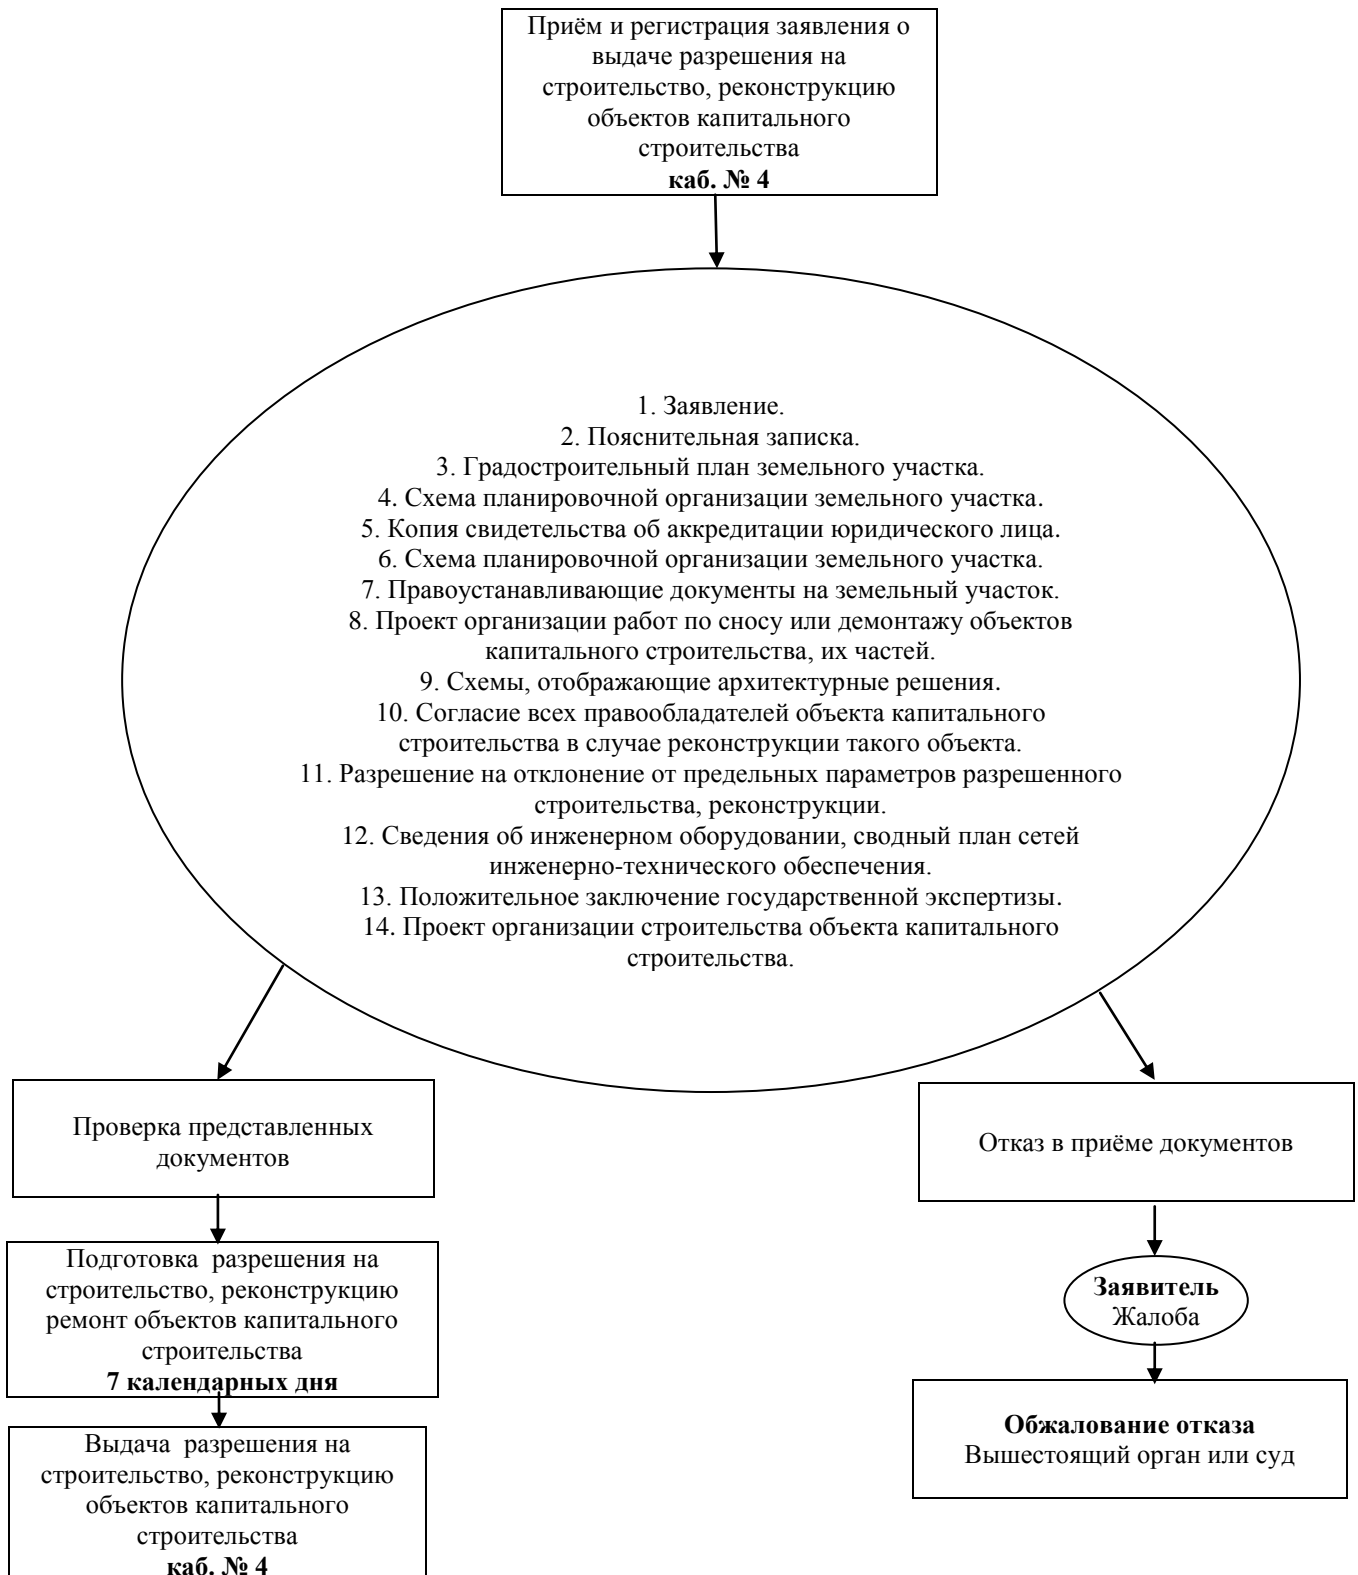 Приём и регистрация заявления о
выдаче разрешения на
строительство, реконструкцию
объектов капитального
строительства
каб. № 4
1. Заявление.
2. Пояснительная записка.
3. Градостроительный план земельного участка.
4. Схема планировочной организации земельного участка.
5. Копия свидетельства об аккредитации юридического лица.
6. Схема планировочной организации земельного участка.
7. Правоустанавливающие документы на земельный участок.
8. Проект организации работ по сносу или демонтажу объектов
капитального строительства, их частей.
9. Схемы, отображающие архитектурные решения.
10. Согласие всех правообладателей объекта капитального
строительства в случае реконструкции такого объекта.
11. Разрешение на отклонение от предельных параметров разрешенного
строительства, реконструкции.
12. Сведения об инженерном оборудовании, сводный план сетей
инженерно-технического обеспечения.
13. Положительное заключение государственной экспертизы.
14. Проект организации строительства объекта капитального
строительства.
Проверка представленных
документов
Подготовка разрешения на
строительство, реконструкцию
ремонт объектов капитального
строительства
7 календарных дня
Выдача разрешения на
строительство, реконструкцию
объектов капитального
строительства
каб. № 4
Отказ в приёме документов
Заявитель
Жалоба
Обжалование отказа
Вышестоящий орган или суд